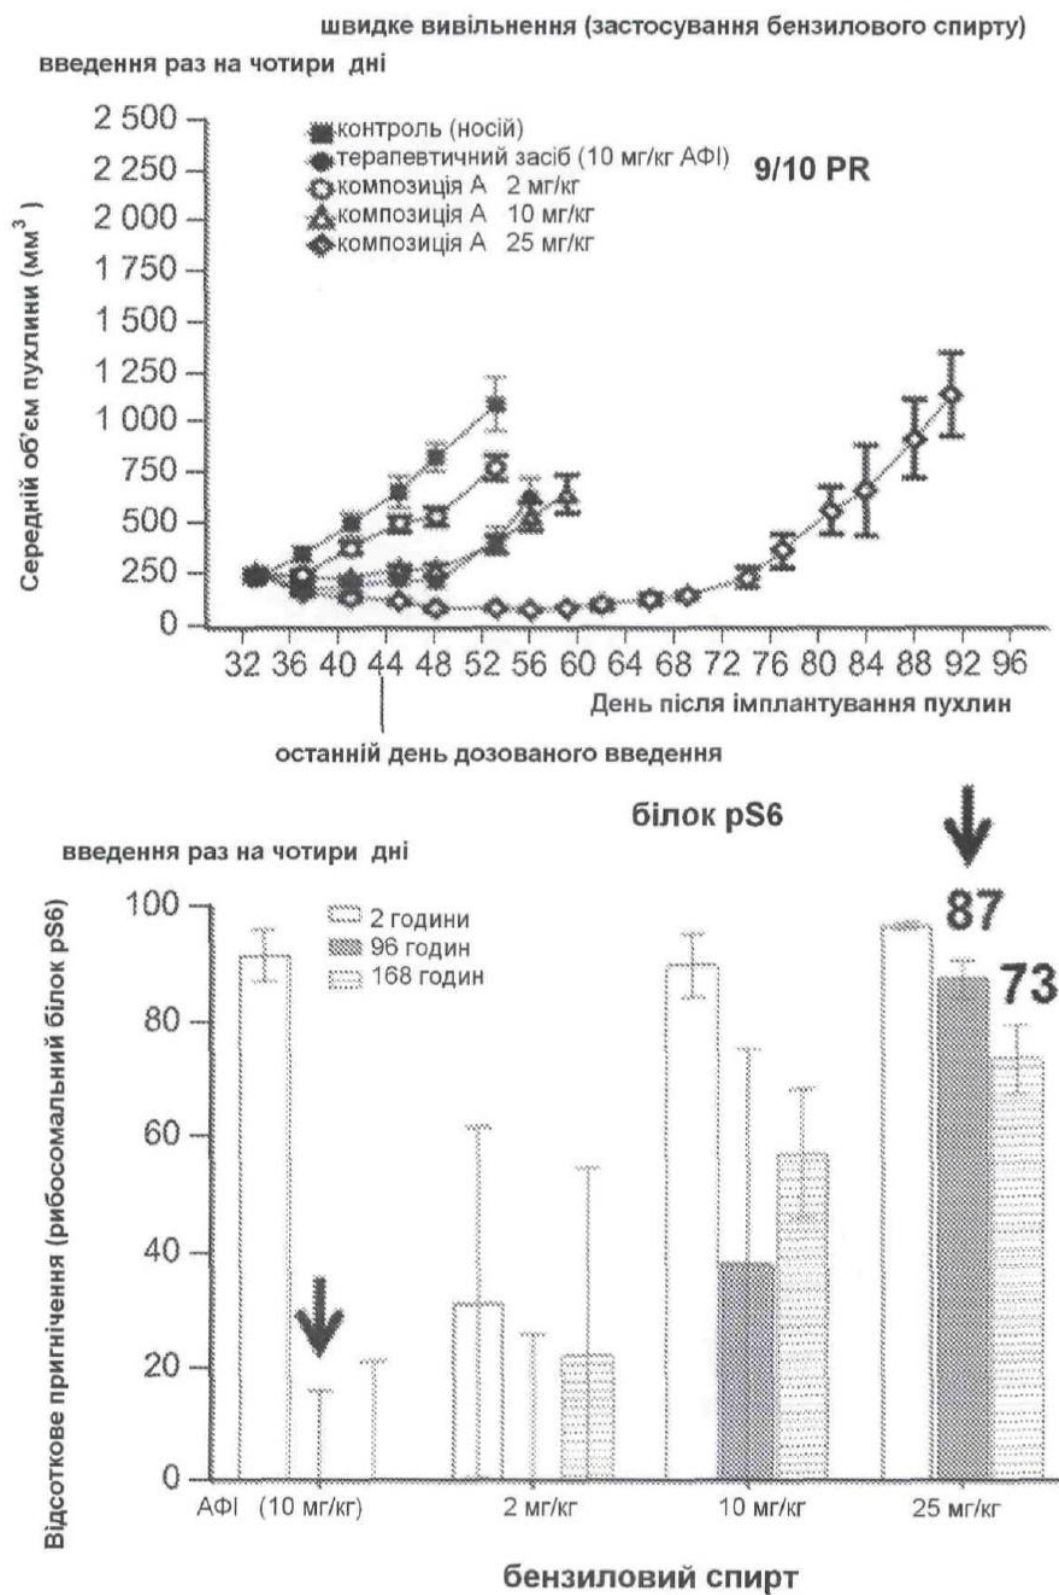 швидке вивільнення (застосування бензилового спирту)
введення раз на чотири дні
Середній об'єм пухлини (мм³)
2 500
2 250
2 000
1 750
1 500
1 250
1 000
750
500
250
0
контроль (носій)
терапевтичний засіб (10 мг/кг АФІ)
композиція А 2 мг/кг
композиція А 10 мг/кг
композиція А 25 мг/кг
9/10 PR
32 36 40 44 48 52 56 60 64 68 72 76 80 84 88 92 96
День після імплантування пухлин
останній день дозованого введення
білок pS6
введення раз на чотири дні
Відсоткове пригнічення (рибосомальний білок pS6)
100
80
60
40
20
0
2 години
96 годин
168 годин
87
73
АФІ (10 мг/кг) 2 мг/кг 10 мг/кг 25 мг/кг
бензиловий спирт